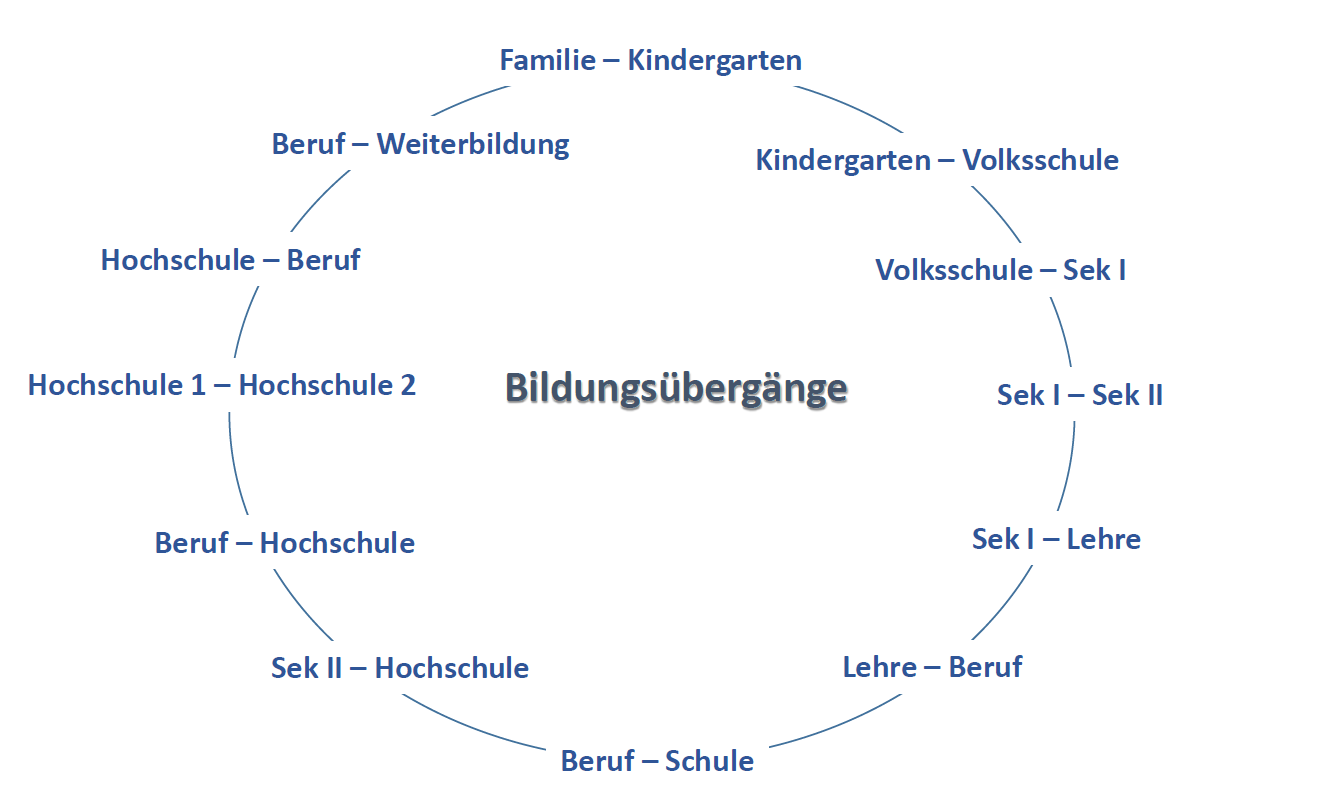 Familie – Kindergarten
Kindergarten – Volksschule
Volksschule – Sek I
Sek I – Sek II
Sek I – Lehre
Lehre – Beruf
Beruf – Schule
Sek II – Hochschule
Beruf – Hochschule
Hochschule 1 – Hochschule 2
Hochschule – Beruf
Beruf – Weiterbildung
Bildungsübergänge